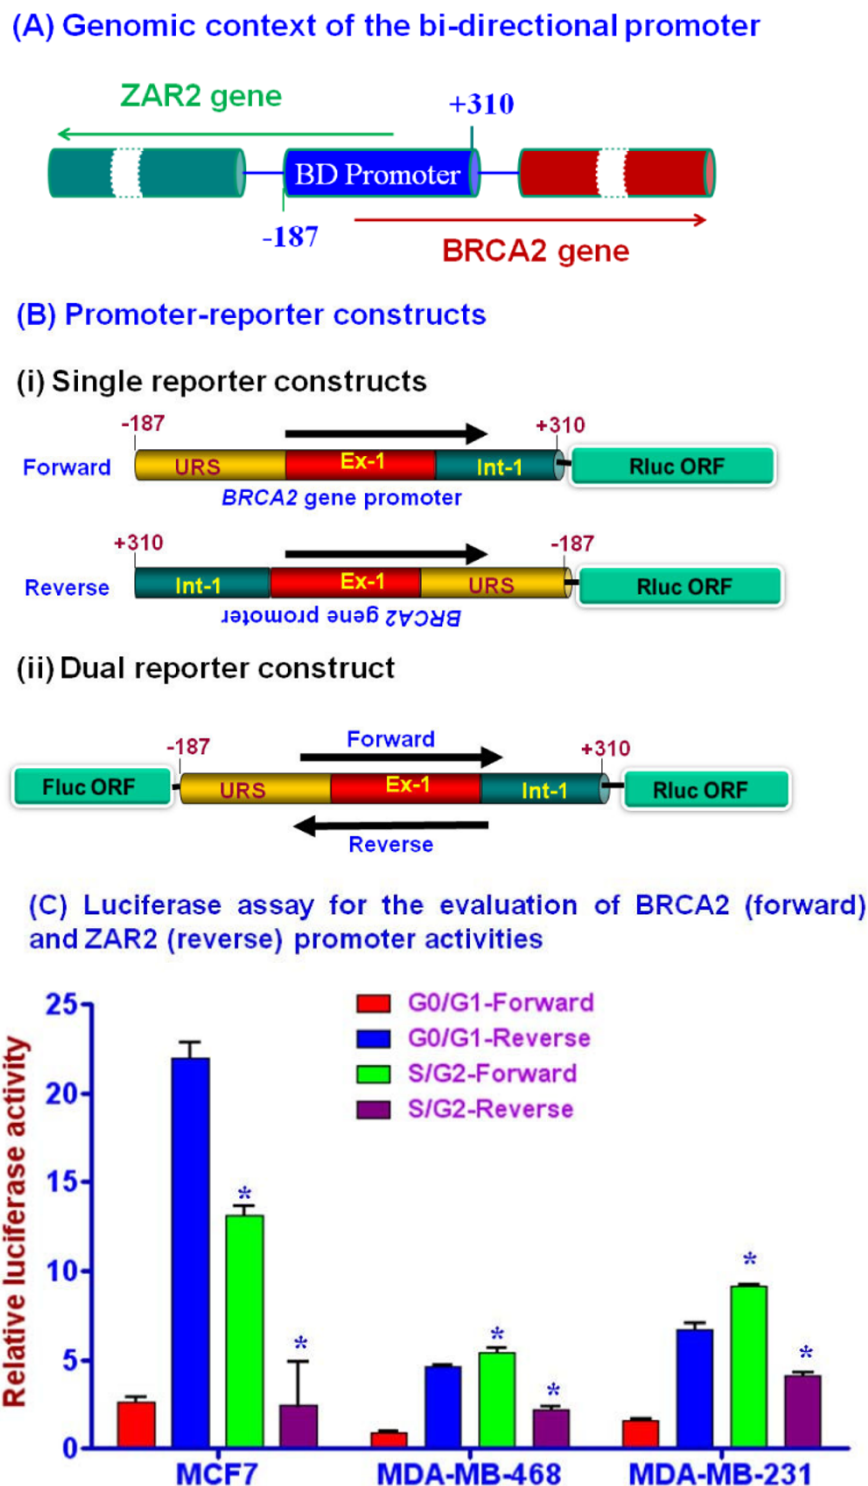 (A) Genomic context of the bi-directional promoter
ZAR2 gene
+310
BD Promoter
-187
BRCA2 gene
(B) Promoter-reporter constructs
(i) Single reporter constructs
-187
+310
Forward
URS
Ex-1
Int-1
Rluc ORF
BRCA2 gene promoter
+310
-187
Reverse
Int-1
Ex-1
URS
Rluc ORF
BRCA2 gene promoter
(ii) Dual reporter construct
-187
Forward
+310
Fluc ORF
URS
Ex-1
Int-1
Rluc ORF
Reverse
(C) Luciferase assay for the evaluation of BRCA2 (forward)
and ZAR2 (reverse) promoter activities
Relative luciferase activity
25
20
15
10
5
0
G0/G1-Forward
G0/G1-Reverse
S/G2-Forward
S/G2-Reverse
*
*
*
*
*
*
MCF7
MDA-MB-468
MDA-MB-231